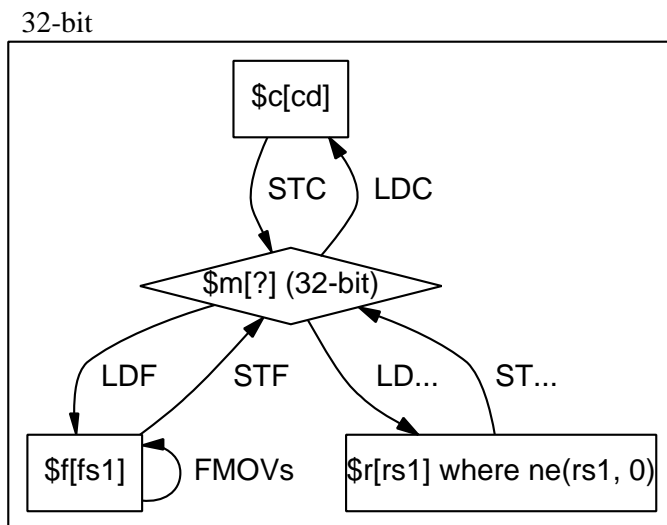 32-bit
$c[cd]
STC LDC
$m[?] (32-bit)
LDF STF LD... ST...
$f[fs1] FMOVs $r[rs1] where ne(rs1, 0)